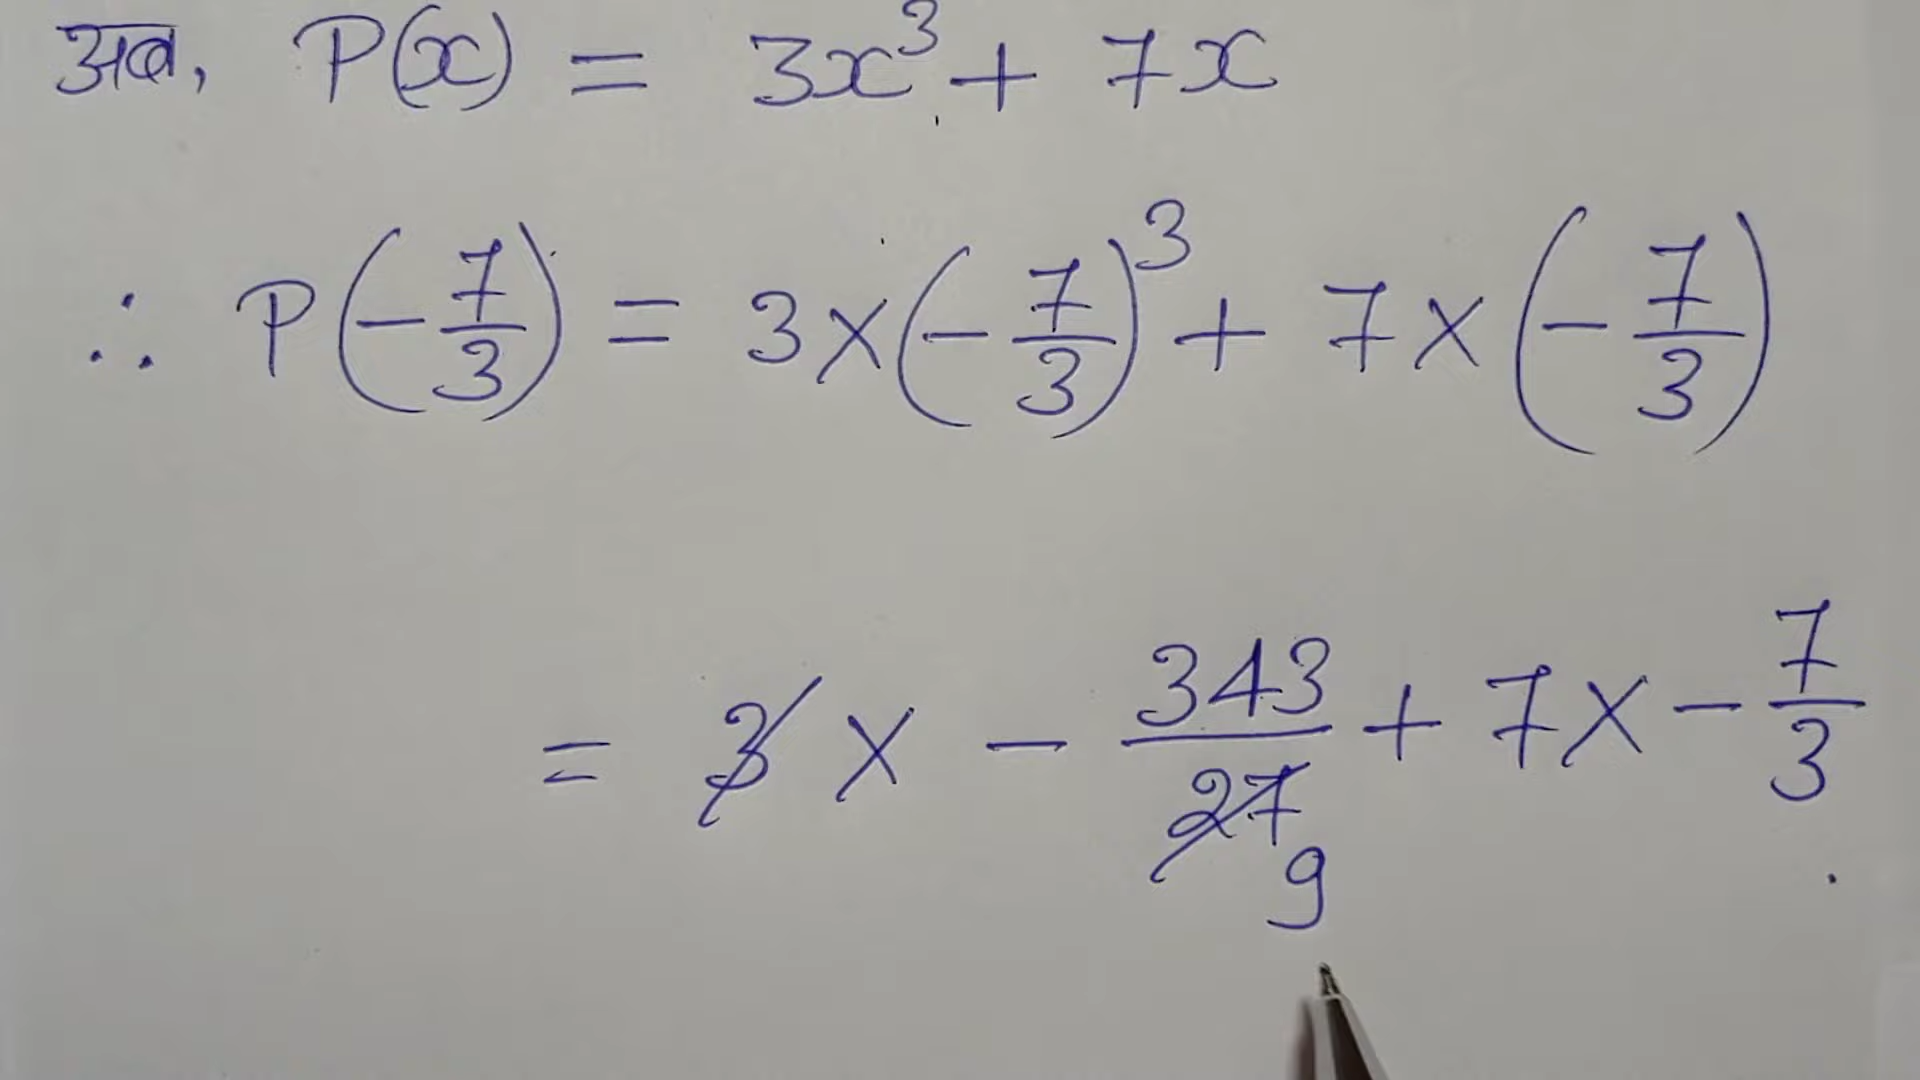 अब, P(x) = 3x³ + 7x
∴ P(-7/3) = 3×(-7/3)³ + 7×(-7/3)
= 3× -343/27 9 + 7× -7/3